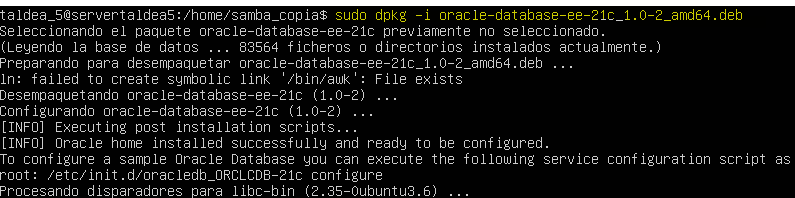 taldea_5@servertaldea5:/home/samba_copia$ sudo dpkg -i oracle-database-ee-21c_1.0-2_amd64.deb
Seleccionando el paquete oracle-database-ee-21c previamente no seleccionado.
(Leyendo la base de datos ... 83564 ficheros o directorios instalados actualmente.)
Preparando para desempaquetar oracle-database-ee-21c_1.0-2_amd64.deb ...
ln: failed to create symbolic link '/bin/awk': File exists
Desempaquetando oracle-database-ee-21c (1.0-2) ...
Configurando oracle-database-ee-21c (1.0-2) ...
[INFO] Executing post installation scripts...
[INFO] Oracle home installed successfully and ready to be configured.
To configure a sample Oracle Database you can execute the following service configuration script as
root: /etc/init.d/oracledb_ORCLCDB-21c configure
Procesando disparadores para libc-bin (2.35-0ubuntu3.6) ...